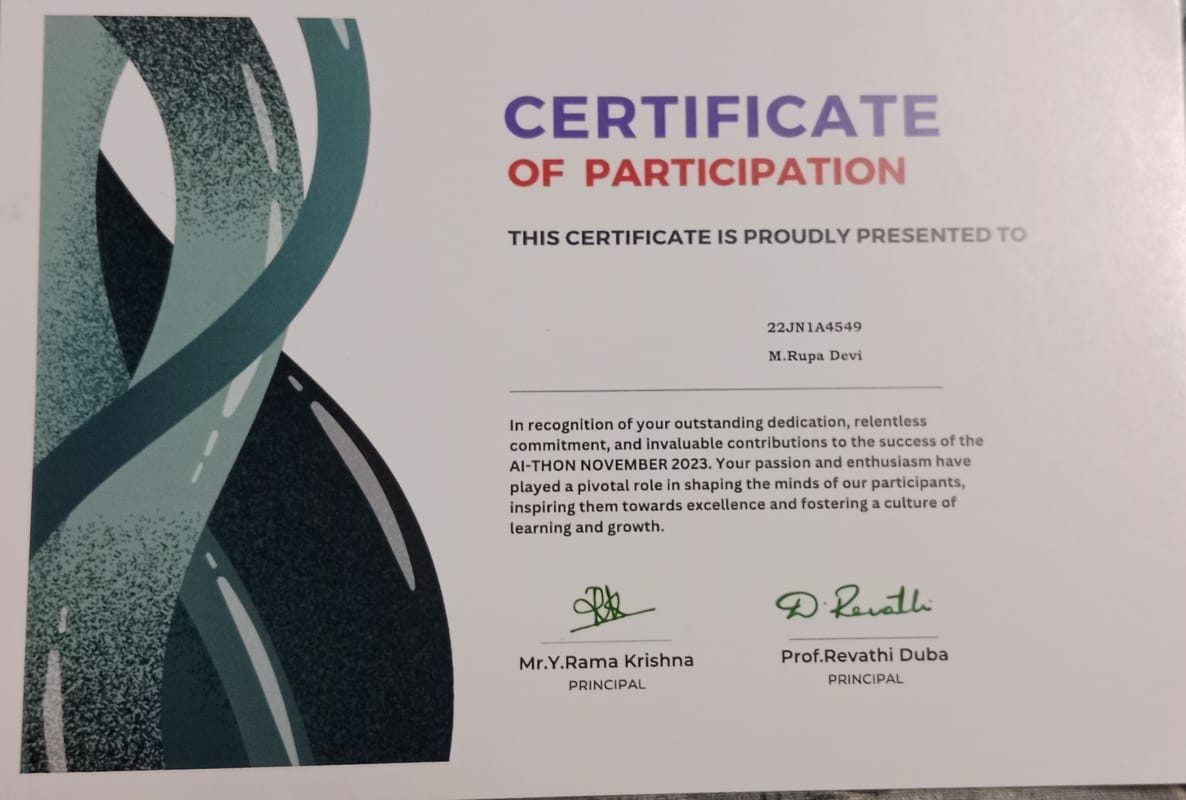 CERTIFICATE
OF PARTICIPATION
THIS CERTIFICATE IS PROUDLY PRESENTED TO
22JN1A4549
M.Rupa Devi
In recognition of your outstanding dedication, relentless
commitment, and invaluable contributions to the success of the
AI-THON NOVEMBER 2023. Your passion and enthusiasm have
played a pivotal role in shaping the minds of our participants,
inspiring them towards excellence and fostering a culture of
learning and growth.
D. Revathi
Mr.Y.Rama Krishna
PRINCIPAL
Prof.Revathi Duba
PRINCIPAL